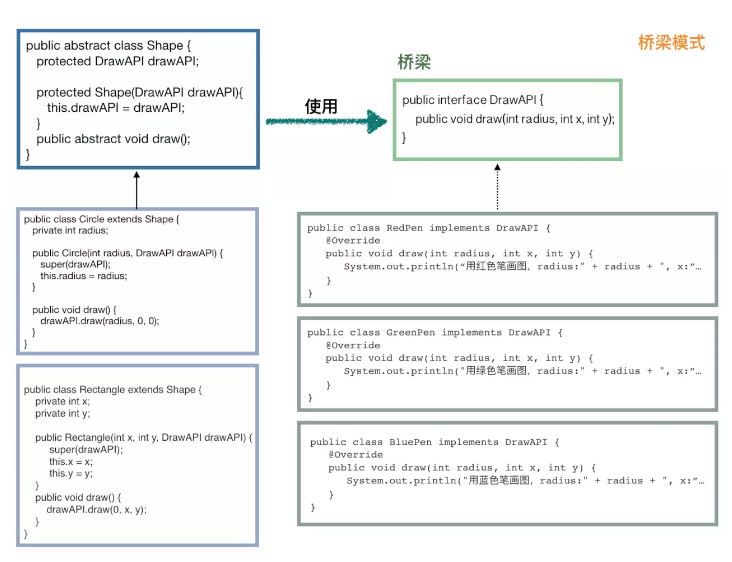 桥梁模式
public abstract class Shape {
protected DrawAPI drawAPI;
protected Shape(DrawAPI drawAPI){
this.drawAPI = drawAPI;
}
public abstract void draw();
}
使用
桥梁
public interface DrawAPI {
public void draw(int radius, int x, int y);
}
public class Circle extends Shape {
private int radius;
public Circle(int radius, DrawAPI drawAPI) {
super(drawAPI);
this.radius = radius;
}
public void draw() {
drawAPI.draw(radius, 0, 0);
}
}
public class Rectangle extends Shape {
private int x;
private int y;
public Rectangle(int x, int y, DrawAPI drawAPI) {
super(drawAPI);
this.x = x;
this.y = y;
}
public void draw() {
drawAPI.draw(0, x, y);
}
}
public class RedPen implements DrawAPI {
@Override
public void draw(int radius, int x, int y) {
System.out.println(“用红色笔画图，radius:" + radius + ", x:”…
}
}
public class GreenPen implements DrawAPI {
@Override
public void draw(int radius, int x, int y) {
System.out.println("用绿色笔画图，radius:" + radius + ", x:”…
}
}
public class BluePen implements DrawAPI {
@Override
public void draw(int radius, int x, int y) {
System.out.println("用蓝色笔画图，radius:" + radius + ", x:”…
}
}